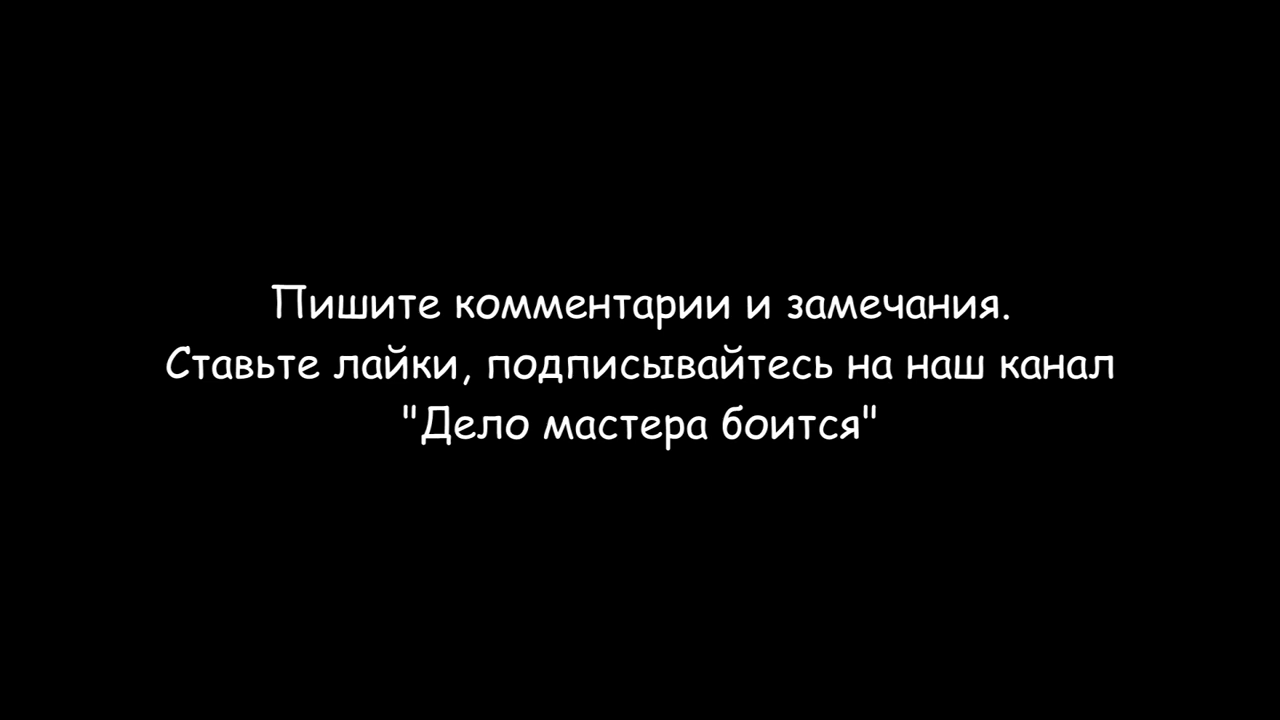 Пишите комментарии и замечания.
Ставьте лайки, подписывайтесь на наш канал
"Дело мастера боится"